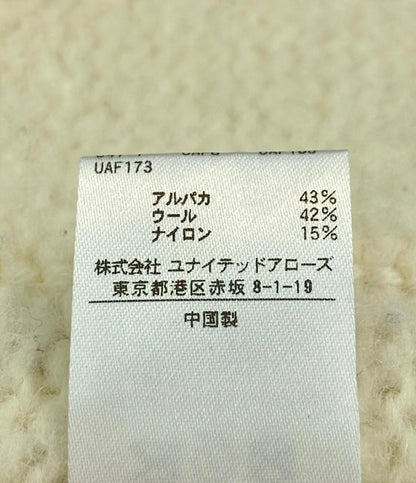 UAF173
アルパカ 43%
ウール 42%
ナイロン 15%
株式会社 ユナイテッドアローズ
東京都港区赤坂 8-1-19
中国製